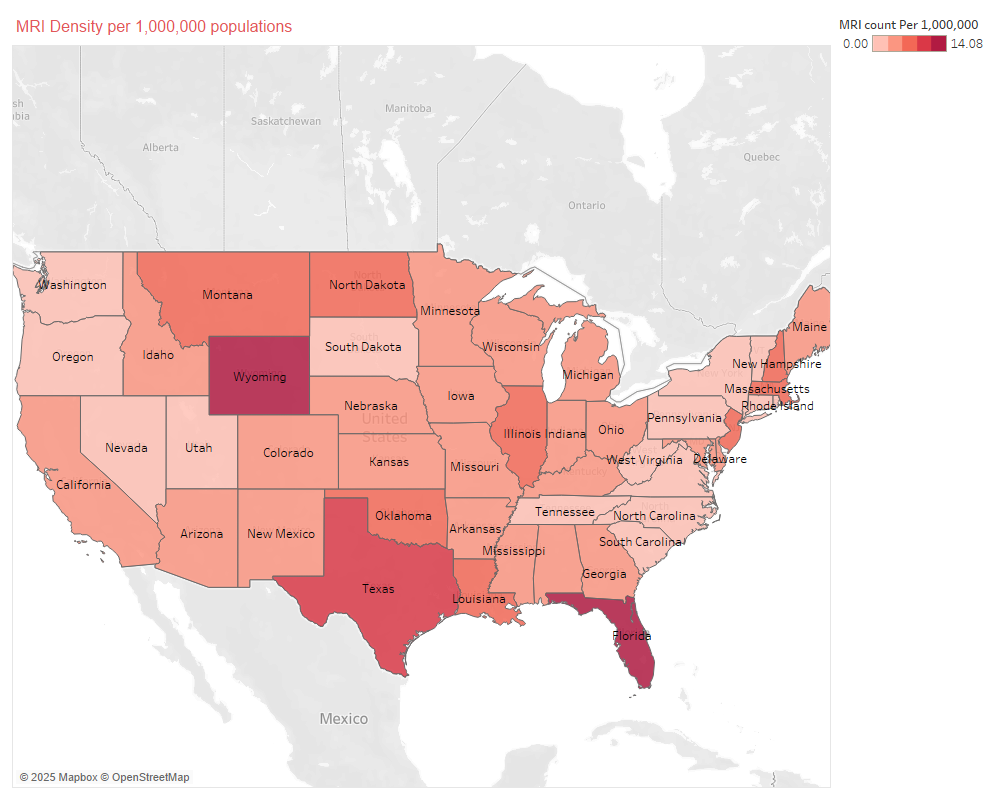 MRI Density per 1,000,000 populations
MRI count Per 1,000,000
0.00
14.08
Manitoba
Saskatchewan
Alberta
Quebec
Ontario
Washington
Montana
North
North Dakota
Minnesota
Maine
Oregon
Idaho
South Dakota
Wisconsin
New Hampshire
Michigan
Wyoming
Massachusetts
Iowa
Nebraska
Rhode Island
United
States
Pennsylvania
Illinois
Indiana
Ohio
Nevada
Utah
Colorado
Kansas
Missouri
West Virginia
Delaware
California
Tennessee
North Carolina
Oklahoma
Arkansas
Arizona
New Mexico
South Carolina
Mississippi
Georgia
Texas
Louisiana
Florida
Mexico
© 2025 Mapbox © OpenStreetMap